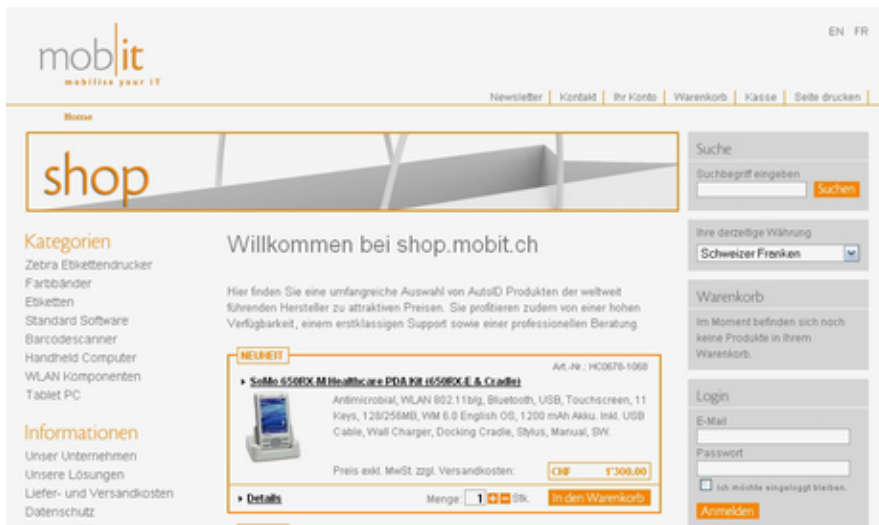 mobit
mobilise your IT
EN FR
Newsletter | Kontakt | Ihr Konto | Warenkorb | Kasse | Seite drucken |
Home
shop
Kategorien
Zebra Etikettendrucker
Farbbänder
Etiketten
Standard Software
Barcodescanner
Handheld Computer
WLAN Komponenten
Tablet PC
Informationen
Unser Unternehmen
Unsere Lösungen
Liefer- und Versandkosten
Datenschutz
Willkommen bei shop.mobit.ch
Hier finden Sie eine umfangreiche Auswahl von AutoID Produkten der weltweit
führenden Hersteller zu attraktiven Preisen. Sie profitieren zudem von einer hohen
Verfügbarkeit, einem erstklassigen Support sowie einer professionellen Beratung.
NEUHEIT
Art.-Nr.: HC0678-1068
SoMo 650RX-M Healthcare PDA Kit (650RX-E & Cradle)
Antimicrobial, WLAN 802.11b/g, Bluetooth, USB, Touchscreen, 11
Keys, 128/256MB, WM 6.0 English OS, 1200 mAh Akku. Inkl. USB
Cable, Wall Charger, Docking Cradle, Stylus, Manual, SW.
Preis exkl. MwSt. zzgl. Versandkosten: CHF 1'300.00
Details
Menge: 1 Stk. In den Warenkorb
Suche
Suchbegriff eingeben
Suchen
Ihre derzeitige Währung
Schweizer Franken
Warenkorb
Im Moment befinden sich noch
keine Produkte in Ihrem
Warenkorb.
Login
E-Mail
Passwort
Ich möchte eingeloggt bleiben.
Anmelden